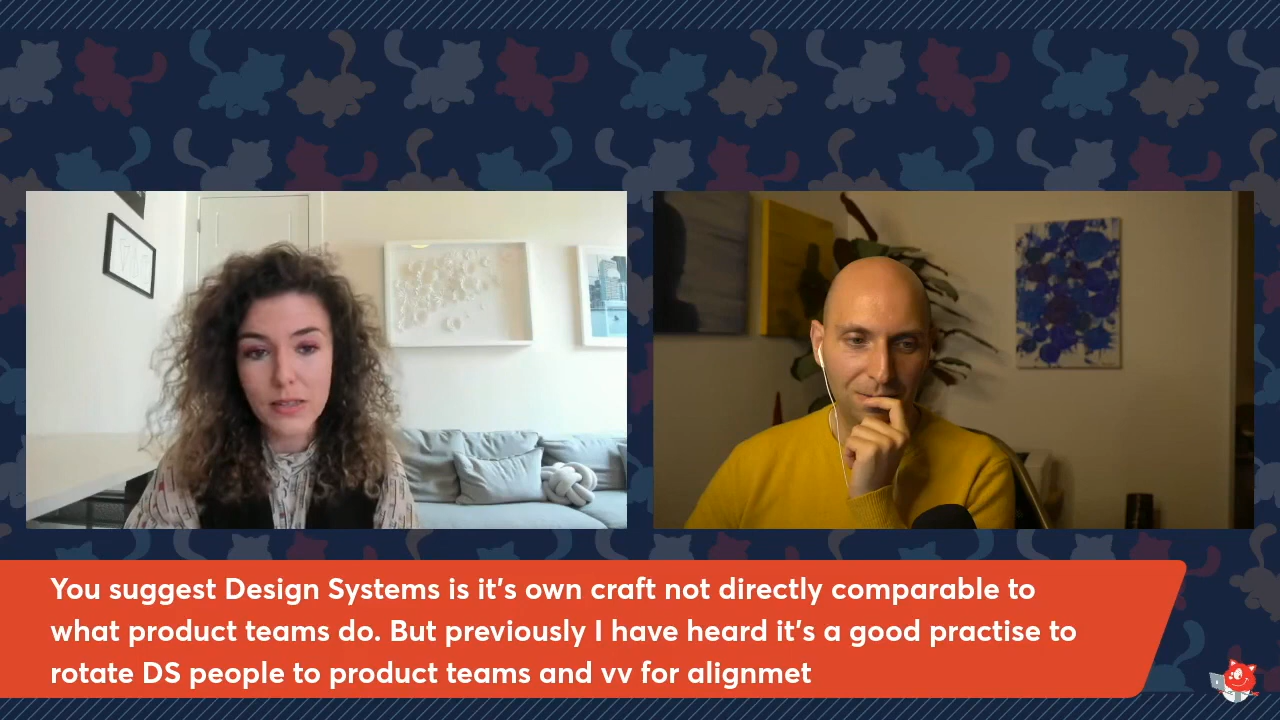 You suggest Design Systems is it's own craft not directly comparable to
what product teams do. But previously I have heard it's a good practise to
rotate DS people to product teams and vv for alignmet